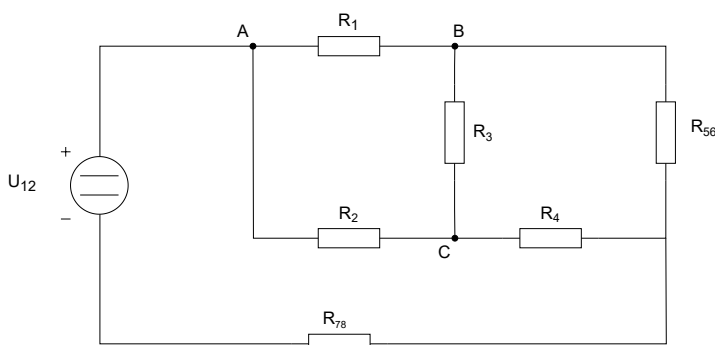 A
R₁
B
+
U₁₂
−
R₃
R₅₆
R₂
C
R₄
R₇₈